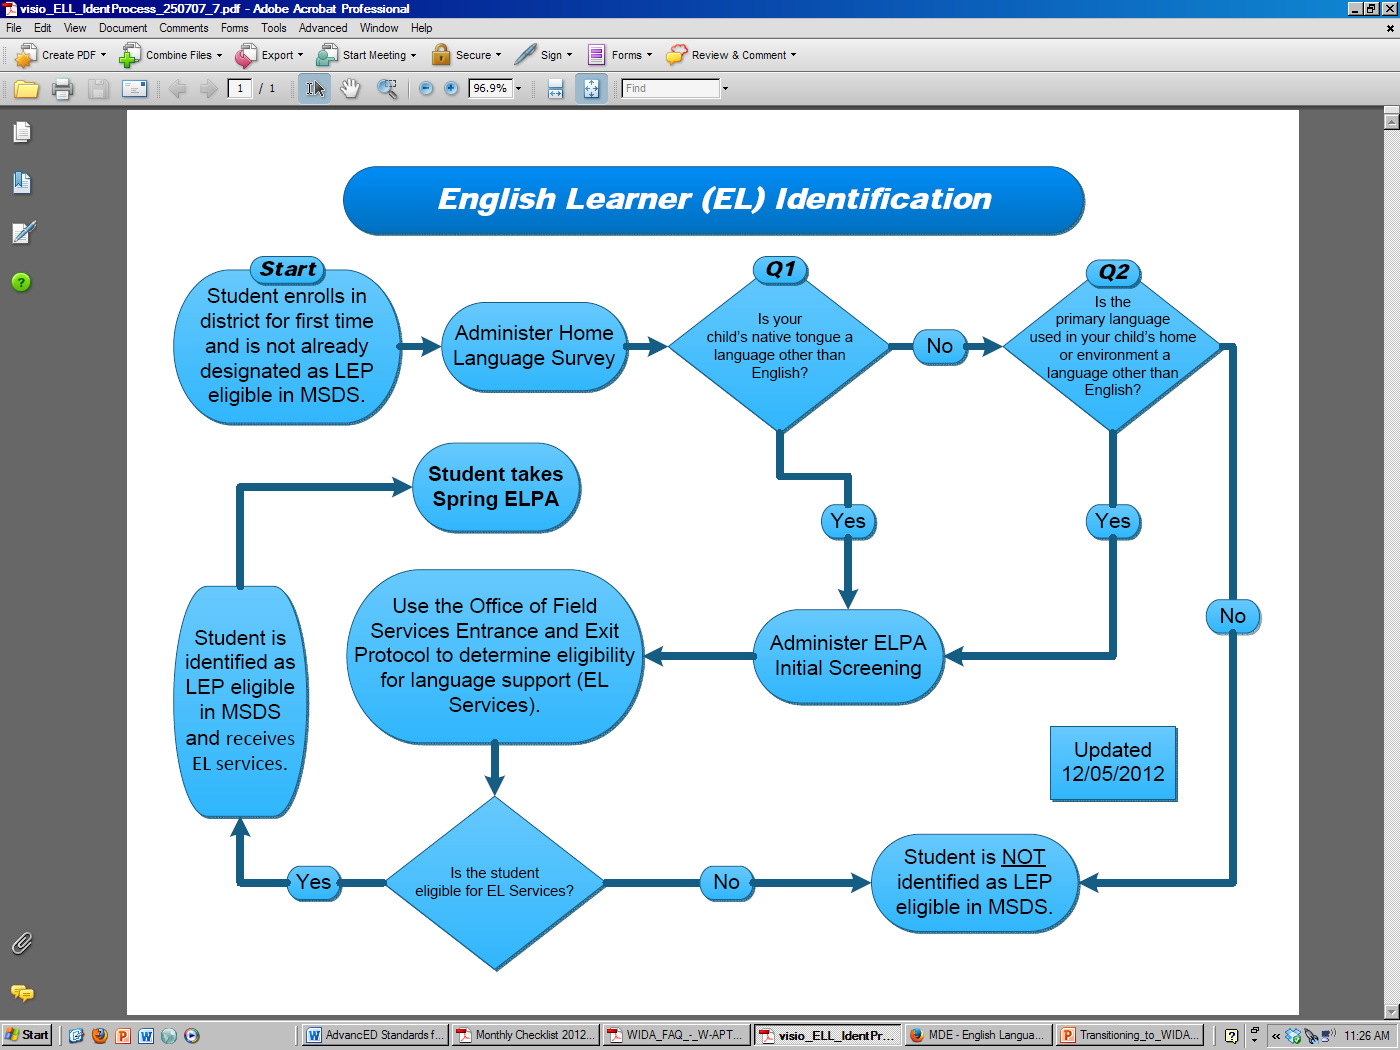 visio_ELL_IdentProcess_250707_7.pdf - Adobe Acrobat Professional
File Edit View Document Comments Forms Tools Advanced Window Help
Create PDF Combine Files Export Start Meeting Secure Sign Forms Review & Comment
1 / 1 96.9% Find
English Learner (EL) Identification
Start
Student enrolls in
district for first time
and is not already
designated as LEP
eligible in MSDS.
Administer Home
Language Survey
Q1
Is your
child's native tongue a
language other than
English?
No
Q2
Is the
primary language
used in your child's home
or environment a
language other than
English?
Student takes
Spring ELPA
Yes
Yes
No
Use the Office of Field
Services Entrance and Exit
Protocol to determine eligibility
for language support (EL
Services).
Administer ELPA
Initial Screening
Student is
identified as
LEP eligible
in MSDS
and receives
EL services.
Updated
12/05/2012
Is the student
eligible for EL Services?
Yes
No
Student is NOT
identified as LEP
eligible in MSDS.
Start AdvancED Standards f... Monthly Checklist 2012... WIDA_FAQ_-_W-APT... visio_ELL_IdentPr... MDE - English Langua... Transitioning_to_WIDA... 11:26 AM